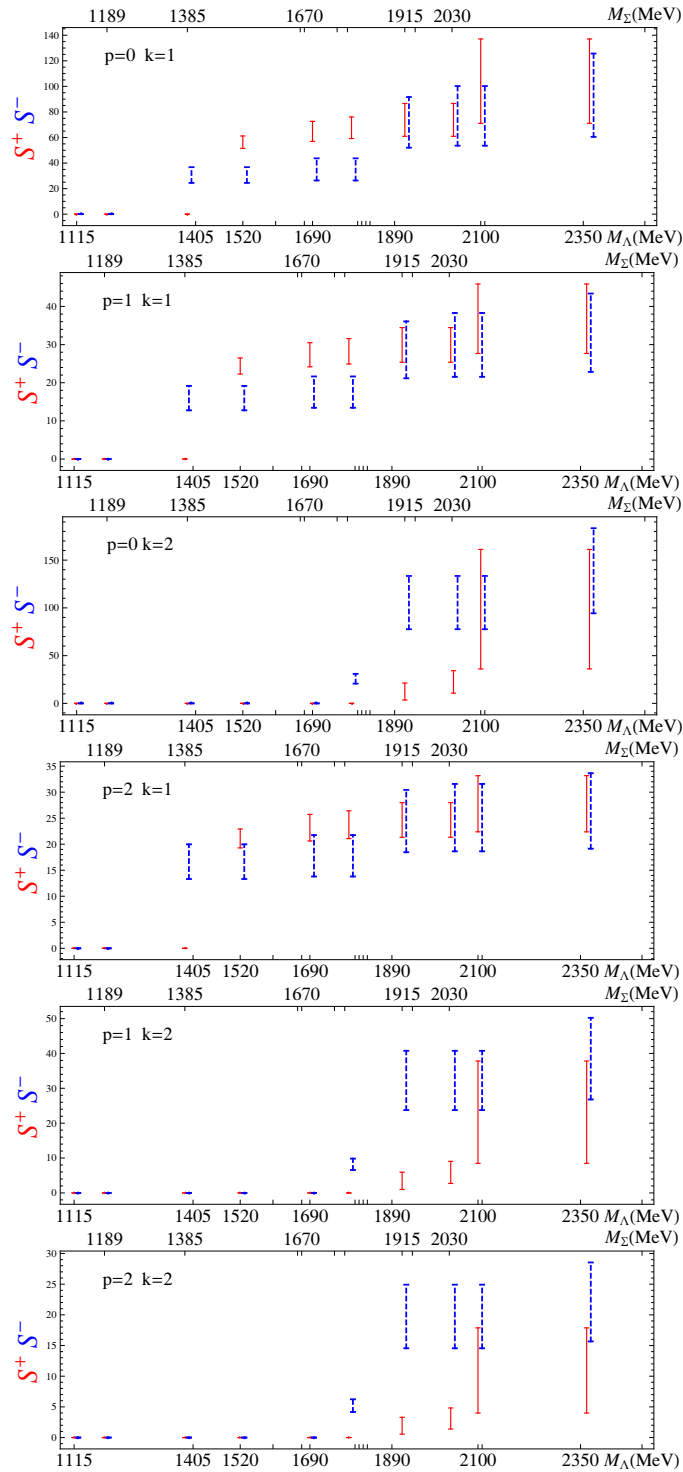 1189 1385 1670 1915 2030 M_Σ(MeV)
140
120
100
80
60
40
20
0
p=0 k=1
S⁺ S⁻
1115 1405 1520 1690 1890 2100 2350 M_Λ(MeV)
1189 1385 1670 1915 2030 M_Σ(MeV)
40
30
20
10
0
p=1 k=1
S⁺ S⁻
1115 1405 1520 1690 1890 2100 2350 M_Λ(MeV)
1189 1385 1670 1915 2030 M_Σ(MeV)
150
100
50
0
p=0 k=2
S⁺ S⁻
1115 1405 1520 1690 1890 2100 2350 M_Λ(MeV)
1189 1385 1670 1915 2030 M_Σ(MeV)
35
30
25
20
15
10
5
0
p=2 k=1
S⁺ S⁻
1115 1405 1520 1690 1890 2100 2350 M_Λ(MeV)
1189 1385 1670 1915 2030 M_Σ(MeV)
50
40
30
20
10
0
p=1 k=2
S⁺ S⁻
1115 1405 1520 1690 1890 2100 2350 M_Λ(MeV)
1189 1385 1670 1915 2030 M_Σ(MeV)
30
25
20
15
10
5
0
p=2 k=2
S⁺ S⁻
1115 1405 1520 1690 1890 2100 2350 M_Λ(MeV)